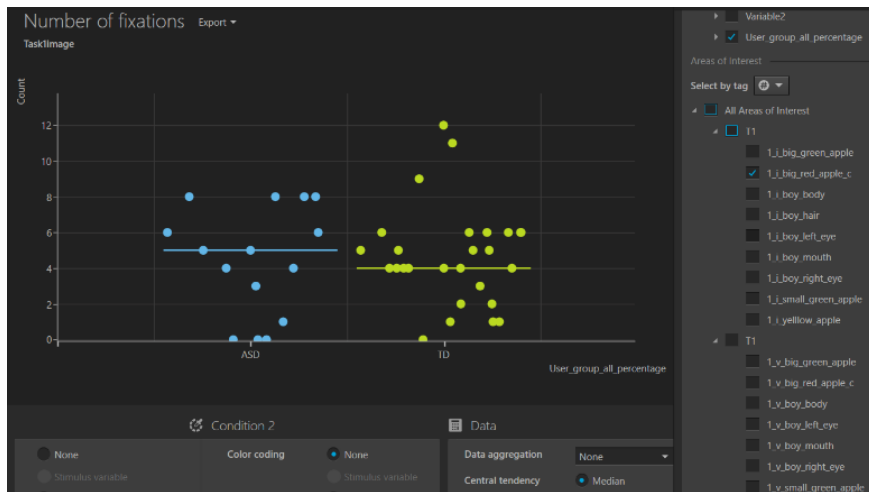 Number of fixations Export
Task1image
Count
12
10
8
6
4
2
0
ASD
TD
User_group_all_percentage
Condition 2
None
Stimulus variable
Color coding
None
Stimulus variable
Data
Data aggregation
None
Central tendency
Median
Variable2
User_group_all_percentage
Areas of Interest
Select by tag
All Areas of Interest
T1
1_i_big_green_apple
1_i_big_red_apple_c
1_i_boy_body
1_i_boy_hair
1_i_boy_left_eye
1_i_boy_mouth
1_i_boy_right_eye
1_i_small_green_apple
1_i_yelllow_apple
T1
1_v_big_green_apple
1_v_big_red_apple_c
1_v_boy_body
1_v_boy_left_eye
1_v_boy_mouth
1_v_boy_right_eye
1_v_small_green_apple